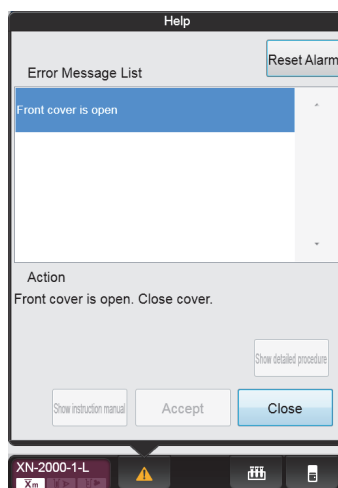 Help
Reset Alarm
Error Message List
Front cover is open
Action
Front cover is open. Close cover.
Show detailed procedure
Show instruction manual
Accept
Close
XN-2000-1-L
Xm